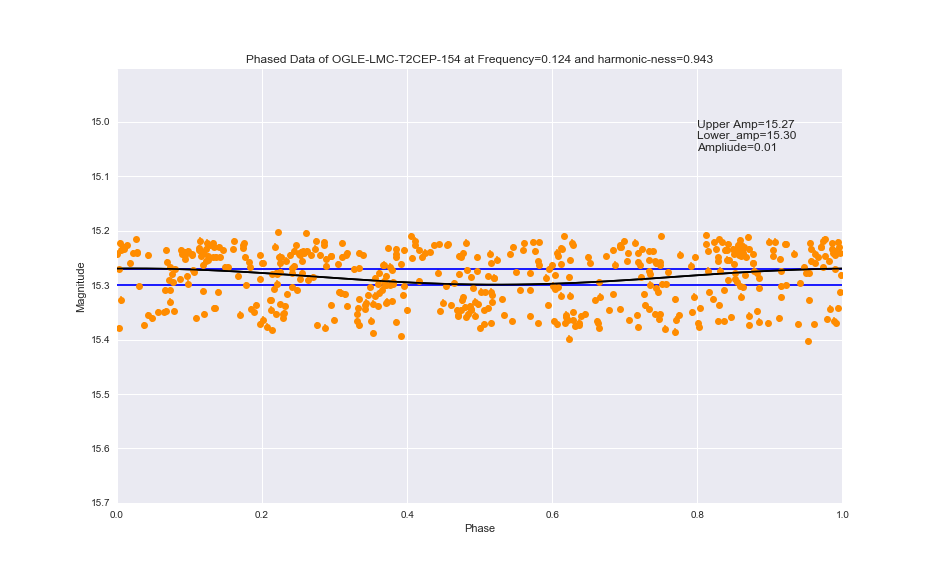 Phased Data of OGLE-LMC-T2CEP-154 at Frequency=0.124 and harmonic-ness=0.943
Upper Amp=15.27
Lower_amp=15.30
Ampliude=0.01
Magnitude
15.0
15.1
15.2
15.3
15.4
15.5
15.6
15.7
0.0 0.2 0.4 0.6 0.8 1.0
Phase